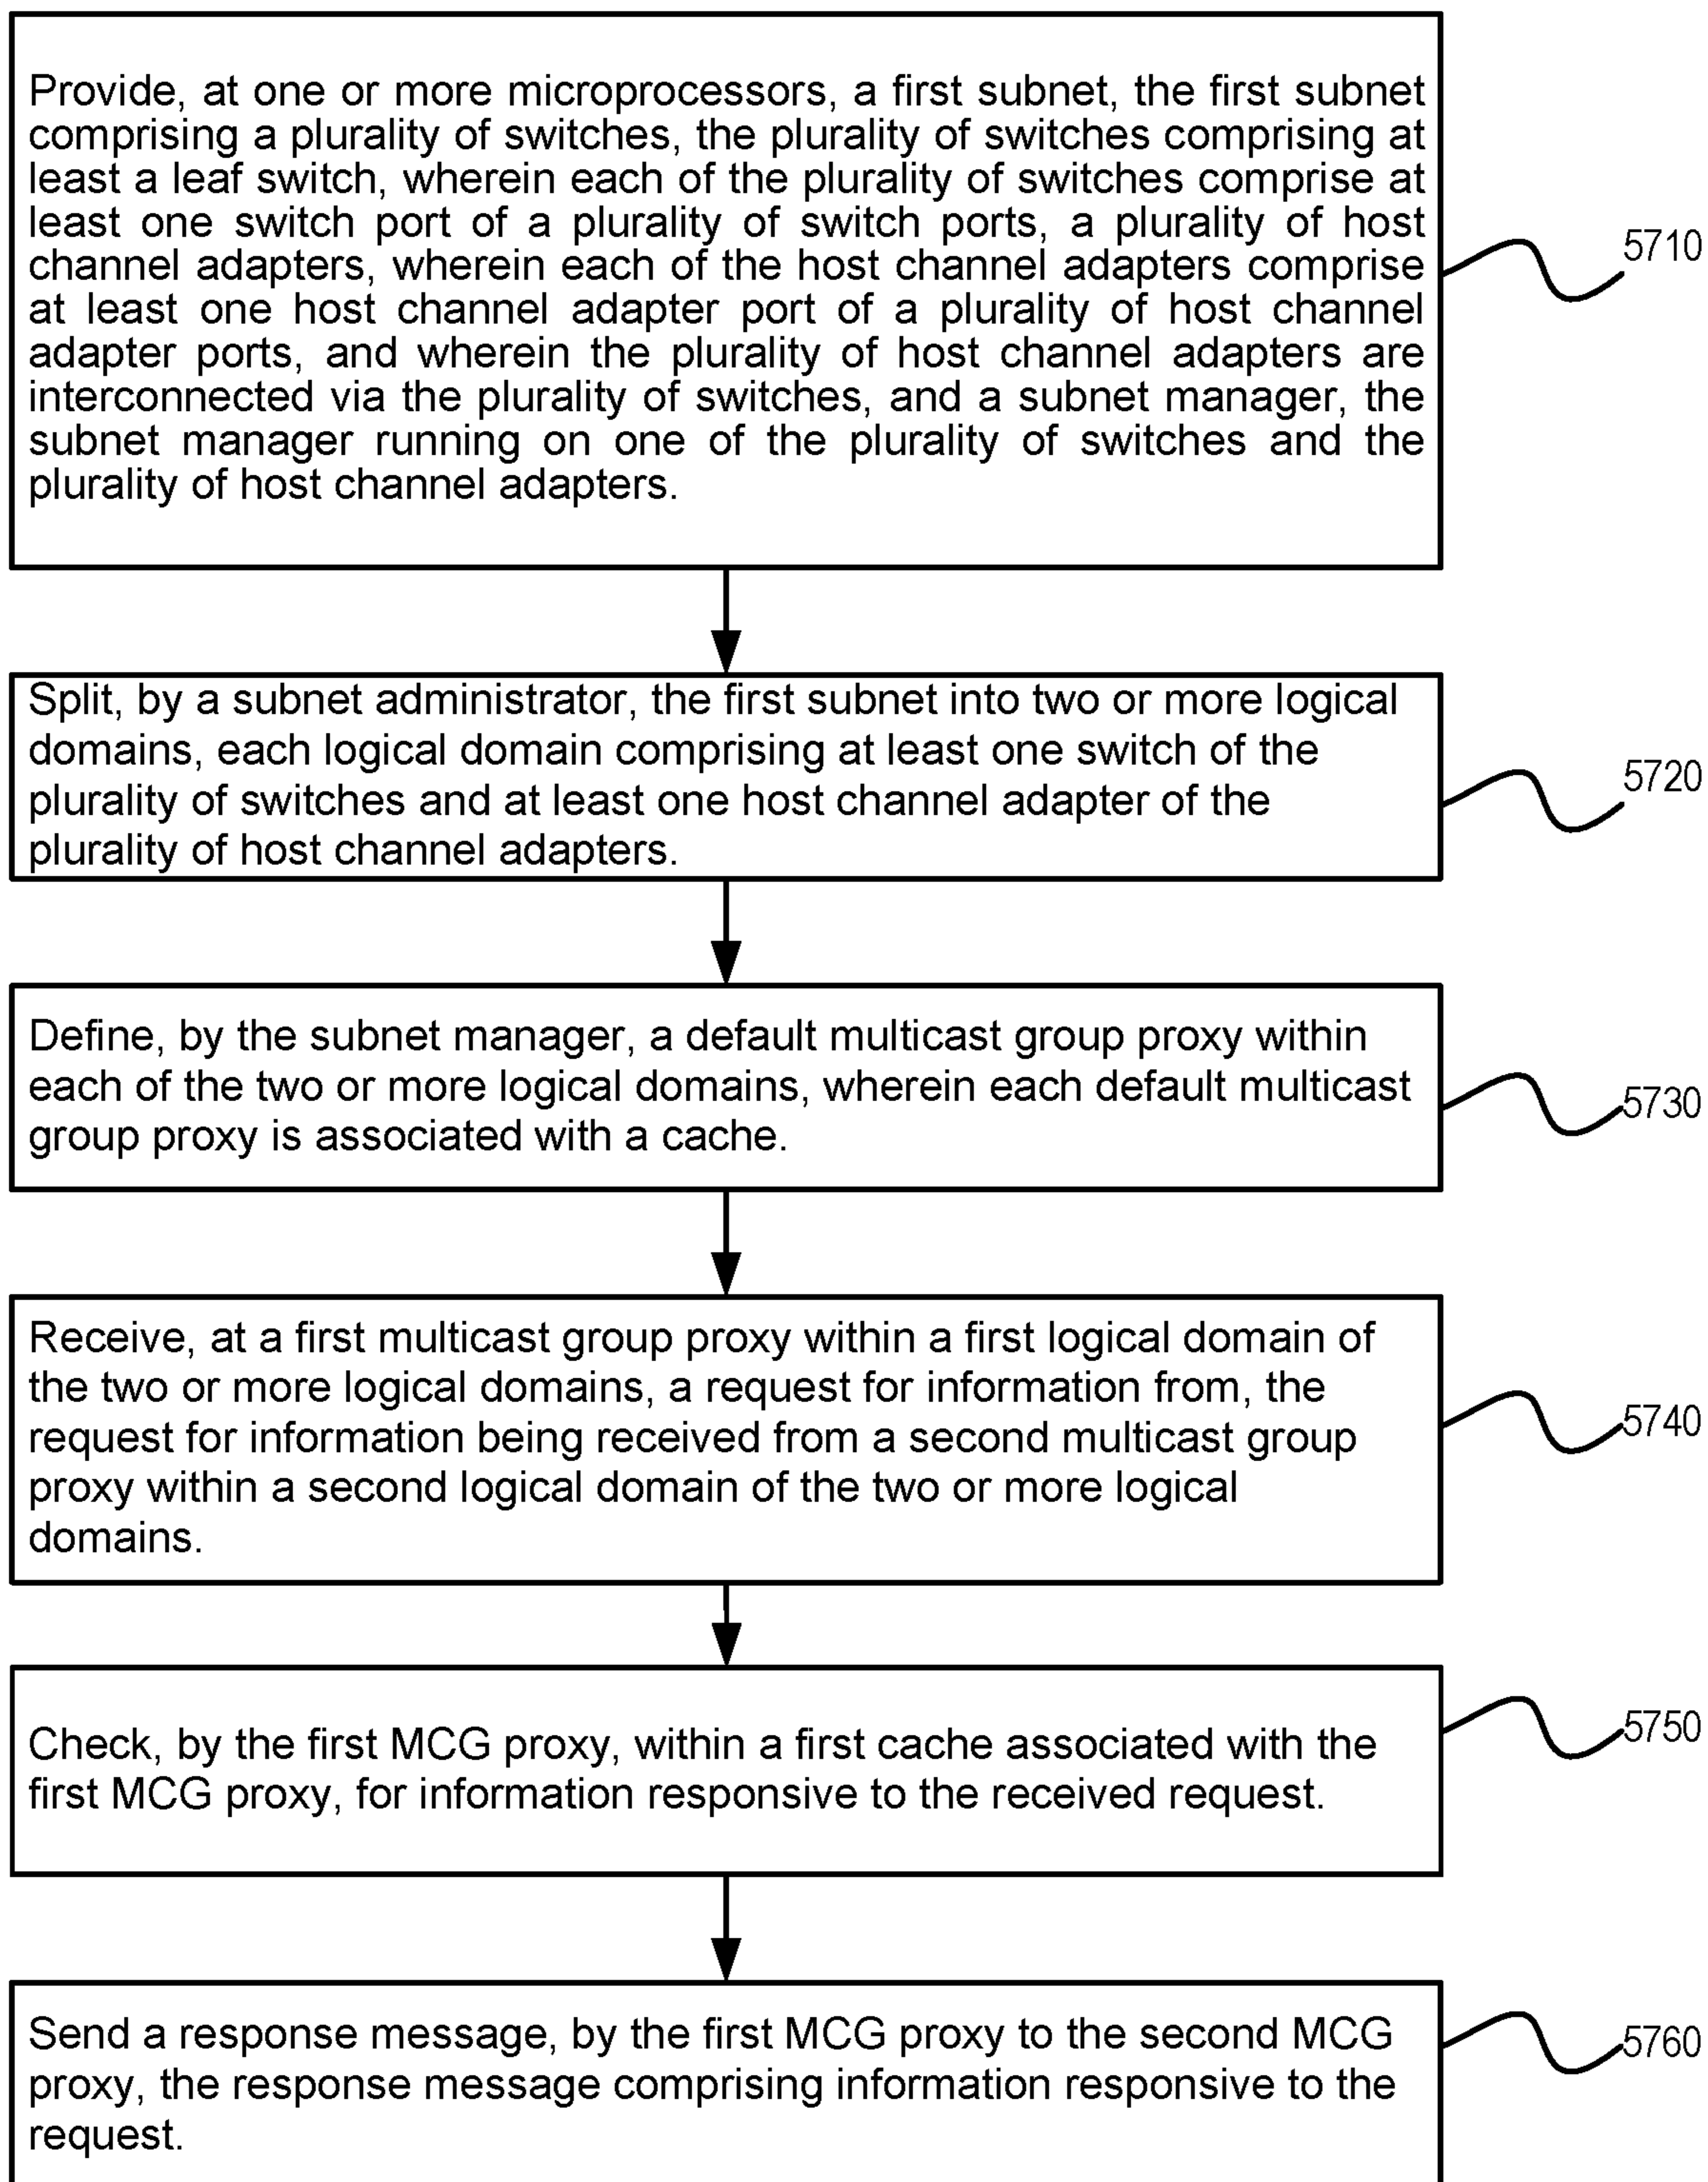 Provide, at one or more microprocessors, a first subnet, the first subnet
comprising a plurality of switches, the plurality of switches comprising at
least a leaf switch, wherein each of the plurality of switches comprise at
least one switch port of a plurality of switch ports, a plurality of host
channel adapters, wherein each of the host channel adapters comprise
at least one host channel adapter port of a plurality of host channel
adapter ports, and wherein the plurality of host channel adapters are
interconnected via the plurality of switches, and a subnet manager, the
subnet manager running on one of the plurality of switches and the
plurality of host channel adapters.
5710
Split, by a subnet administrator, the first subnet into two or more logical
domains, each logical domain comprising at least one switch of the
plurality of switches and at least one host channel adapter of the
plurality of host channel adapters.
5720
Define, by the subnet manager, a default multicast group proxy within
each of the two or more logical domains, wherein each default multicast
group proxy is associated with a cache.
5730
Receive, at a first multicast group proxy within a first logical domain of
the two or more logical domains, a request for information from, the
request for information being received from a second multicast group
proxy within a second logical domain of the two or more logical
domains.
5740
Check, by the first MCG proxy, within a first cache associated with the
first MCG proxy, for information responsive to the received request.
5750
Send a response message, by the first MCG proxy to the second MCG
proxy, the response message comprising information responsive to the
request.
5760